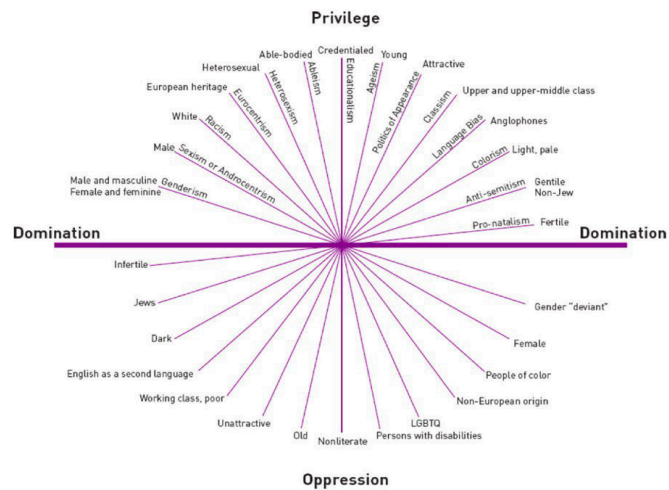 Privilege
Credentialed
Able-bodied
Young
Heterosexual
Attractive
European heritage
Upper and upper-middle class
White
Anglophones
Male
Light, pale
Male and masculine
Female and feminine
Gentile
Non-Jew
Fertile
Genderism
Sexism or Androcentrism
Racism
Eurocentrism
Heterosexism
Ableism
Educationalism
Ageism
Politics of Appearance
Classism
Language Bias
Colorism
Anti-semitism
Pro-natalism
Domination
Domination
Infertile
Jews
Dark
English as a second language
Working class, poor
Unattractive
Old
Nonliterate
Persons with disabilities
LGBTQ
Non-European origin
People of color
Female
Gender "deviant"
Oppression